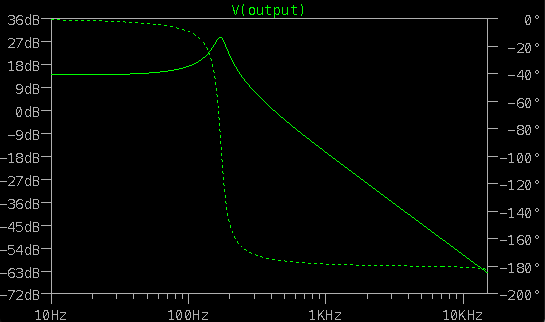 V(output)
36dB
27dB
18dB
9dB
0dB
-9dB
-18dB
-27dB
-36dB
-45dB
-54dB
-63dB
-72dB
0°
-20°
-40°
-60°
-80°
-100°
-120°
-140°
-160°
-180°
-200°
10Hz
100Hz
1KHz
10KHz